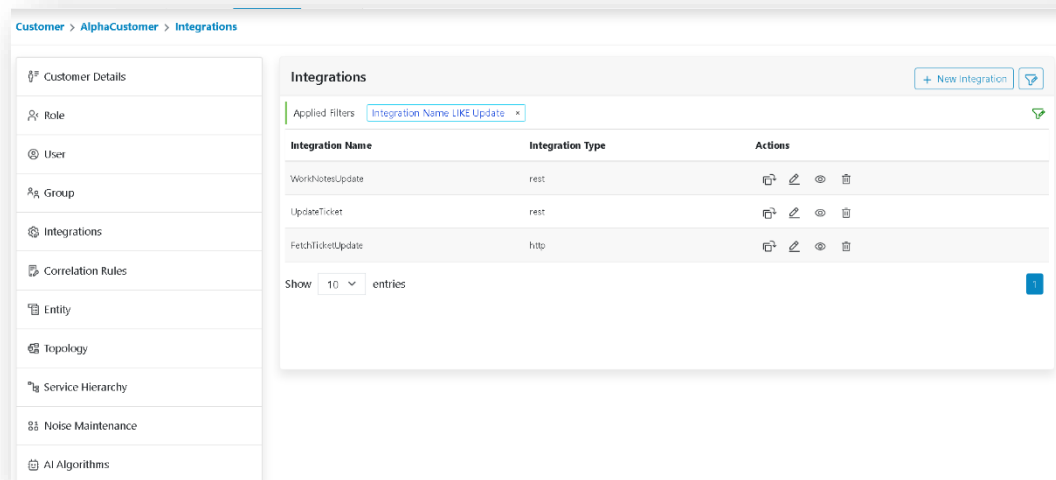 Customer > AlphaCustomer > Integrations
Customer Details
Role
User
Group
Integrations
Correlation Rules
Entity
Topology
Service Hierarchy
Noise Maintenance
AI Algorithms
Integrations
+ New Integration
Applied Filters Integration Name LIKE Update ×
Integration Name Integration Type Actions
WorkNotesUpdate rest
UpdateTicket rest
FetchTicketUpdate http
Show 10 entries
1